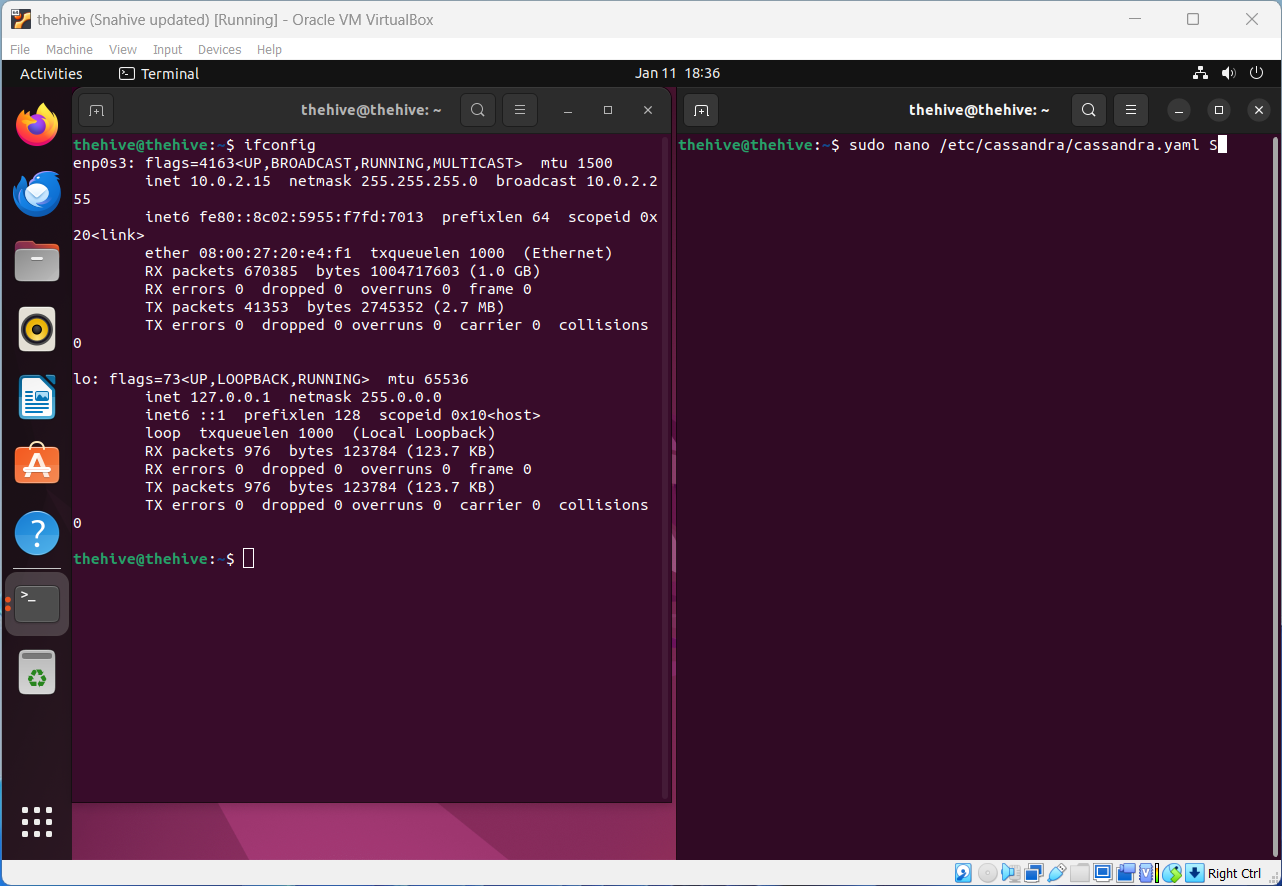 thehive (Snahive updated) [Running] - Oracle VM VirtualBox
File Machine View Input Devices Help
Activities Terminal Jan 11 18:36
thehive@thehive: ~
thehive@thehive:~$ ifconfig
enp0s3: flags=4163<UP,BROADCAST,RUNNING,MULTICAST>  mtu 1500
        inet 10.0.2.15  netmask 255.255.255.0  broadcast 10.0.2.2
55
        inet6 fe80::8c02:5955:f7fd:7013  prefixlen 64  scopeid 0x
20<link>
        ether 08:00:27:20:e4:f1  txqueuelen 1000  (Ethernet)
        RX packets 670385  bytes 1004717603 (1.0 GB)
        RX errors 0  dropped 0  overruns 0  frame 0
        TX packets 41353  bytes 2745352 (2.7 MB)
        TX errors 0  dropped 0 overruns 0  carrier 0  collisions
0
lo: flags=73<UP,LOOPBACK,RUNNING>  mtu 65536
        inet 127.0.0.1  netmask 255.0.0.0
        inet6 ::1  prefixlen 128  scopeid 0x10<host>
        loop  txqueuelen 1000  (Local Loopback)
        RX packets 976  bytes 123784 (123.7 KB)
        RX errors 0  dropped 0  overruns 0  frame 0
        TX packets 976  bytes 123784 (123.7 KB)
        TX errors 0  dropped 0 overruns 0  carrier 0  collisions
0
thehive@thehive:~$
thehive@thehive: ~
thehive@thehive:~$ sudo nano /etc/cassandra/cassandra.yaml S
Right Ctrl